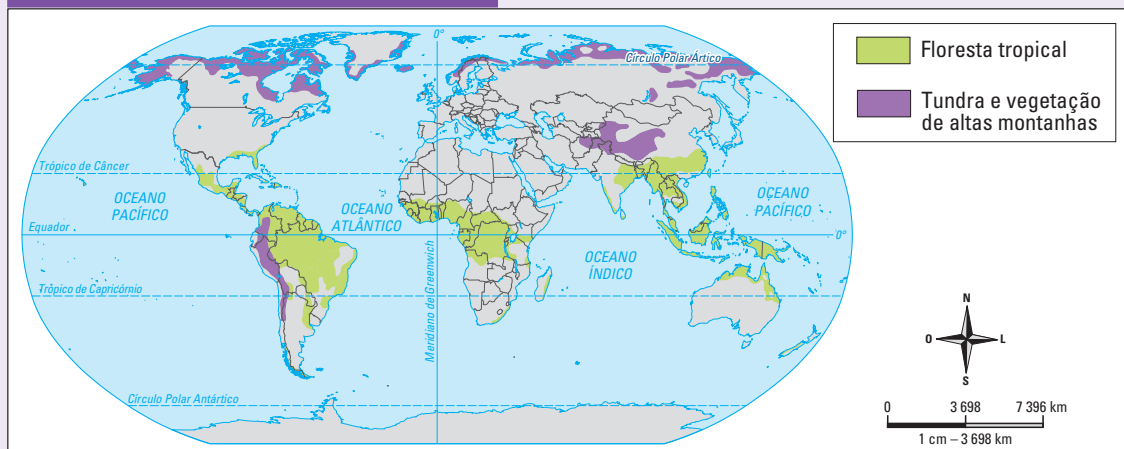 0°
Círculo Polar Ártico
Trópico de Câncer
OCEANO
PACÍFICO
OCEANO
ATLÂNTICO
OCEANO
PACÍFICO
Equador
0°
OCEANO
ÍNDICO
Meridiano de Greenwich
Trópico de Capricórnio
Círculo Polar Antártico
Floresta tropical
Tundra e vegetação
de altas montanhas
N
O
L
S
0 3 698 7 396 km
1 cm – 3 698 km